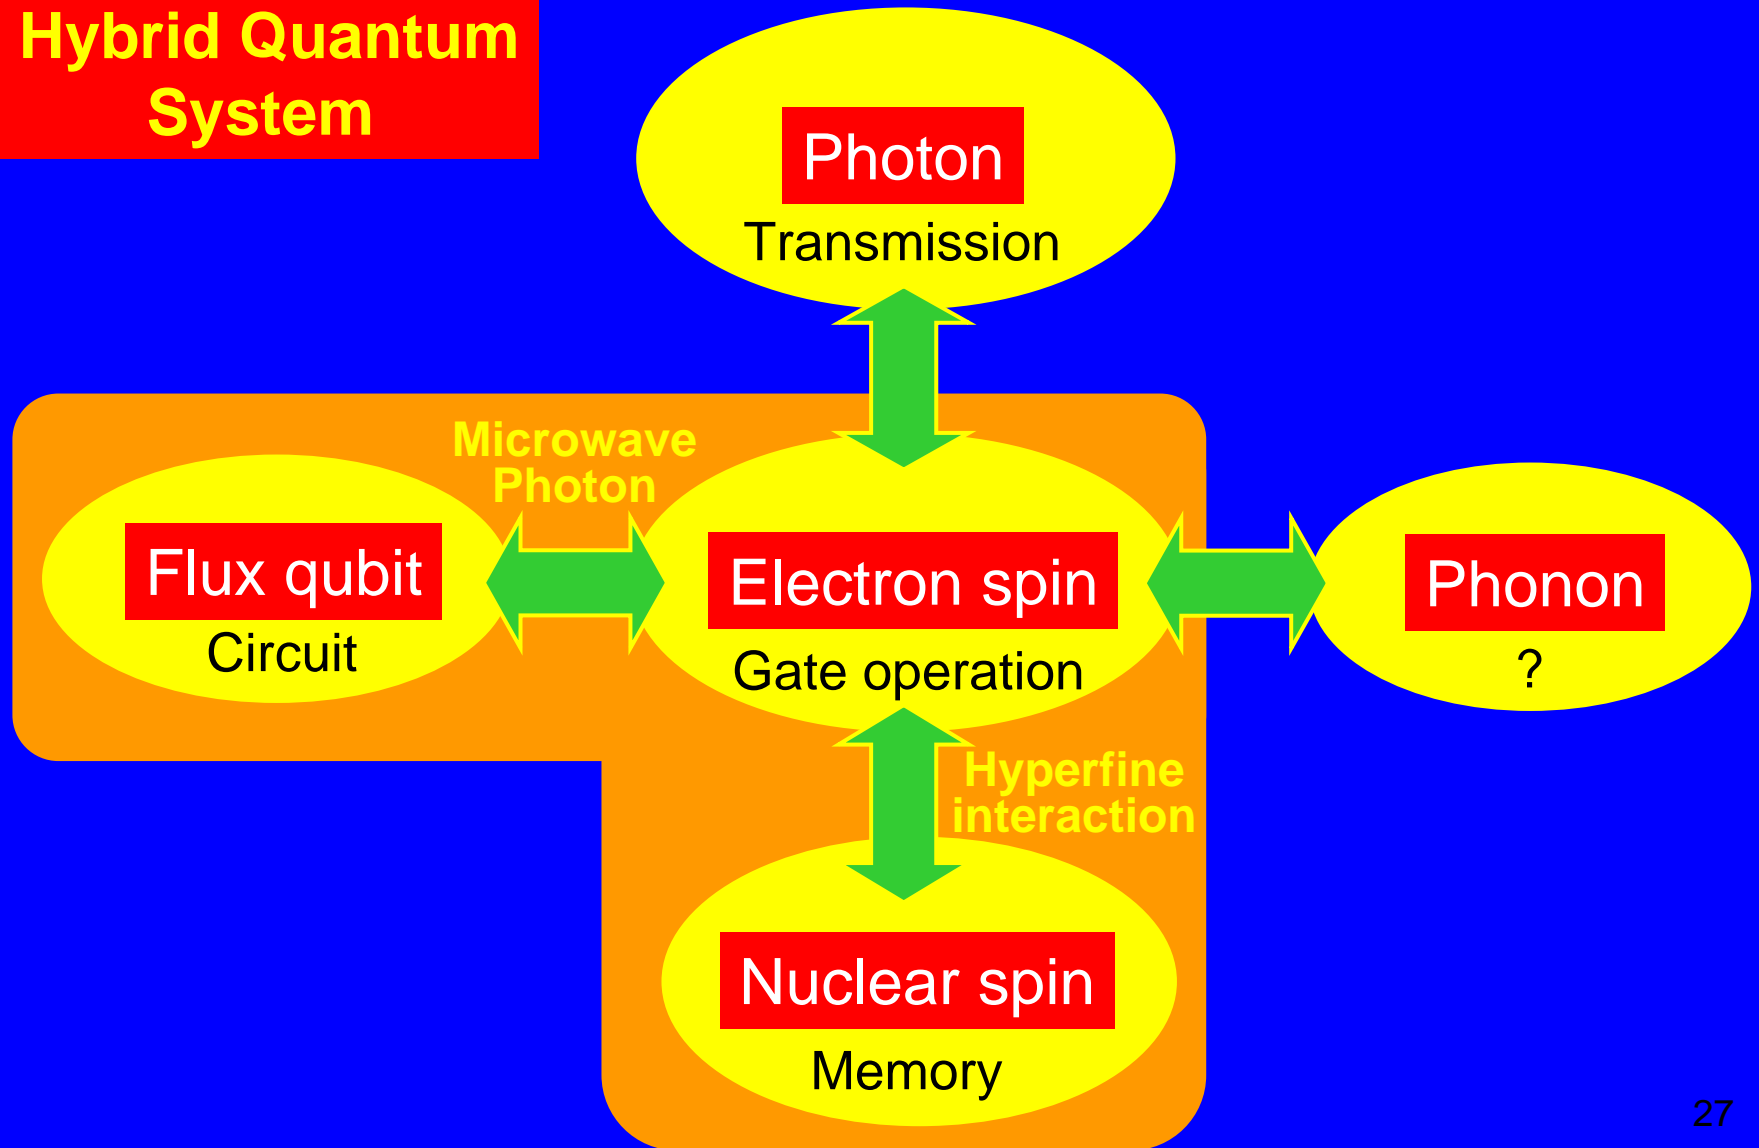 Hybrid Quantum
System
Photon
Transmission
Microwave
Photon
Flux qubit
Circuit
Electron spin
Gate operation
Phonon
?
Hyperfine
interaction
Nuclear spin
Memory
27